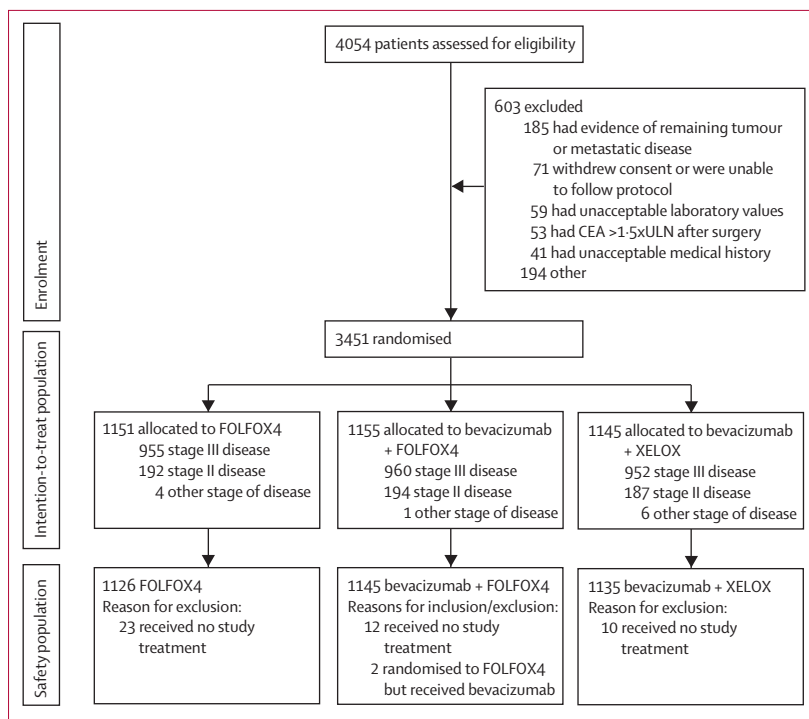 4054 patients assessed for eligibility
603 excluded
185 had evidence of remaining tumour
or metastatic disease
71 withdrew consent or were unable
to follow protocol
59 had unacceptable laboratory values
53 had CEA >1·5xULN after surgery
41 had unacceptable medical history
194 other
Enrolment
3451 randomised
Intention-to-treat population
1151 allocated to FOLFOX4
955 stage III disease
192 stage II disease
4 other stage of disease
1155 allocated to bevacizumab
+ FOLFOX4
960 stage III disease
194 stage II disease
1 other stage of disease
1145 allocated to bevacizumab
+ XELOX
952 stage III disease
187 stage II disease
6 other stage of disease
Safety population
1126 FOLFOX4
Reason for exclusion:
23 received no study
treatment
1145 bevacizumab + FOLFOX4
Reasons for inclusion/exclusion:
12 received no study
treatment
2 randomised to FOLFOX4
but received bevacizumab
1135 bevacizumab + XELOX
Reason for exclusion:
10 received no study
treatment